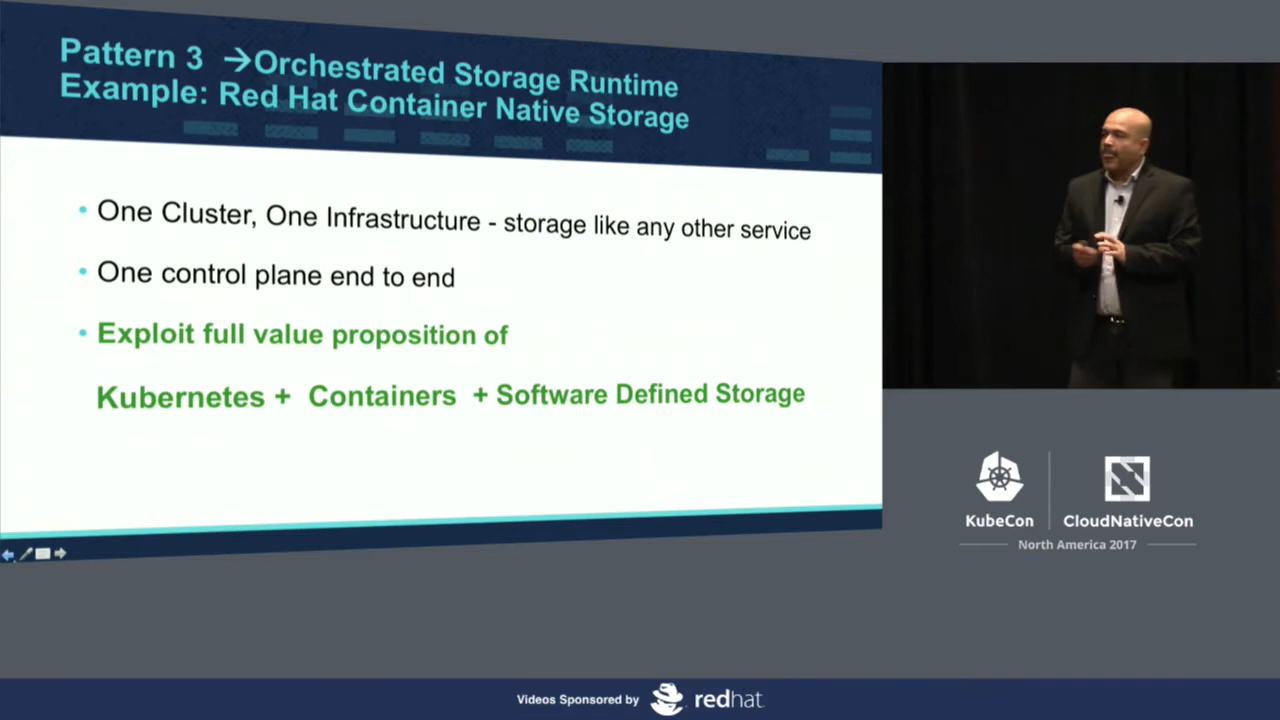 Pattern 3 →Orchestrated Storage Runtime
Example: Red Hat Container Native Storage
• One Cluster, One Infrastructure - storage like any other service
• One control plane end to end
• Exploit full value proposition of
Kubernetes + Containers + Software Defined Storage
KubeCon
CloudNativeCon
North America 2017
Videos Sponsored by
redhat